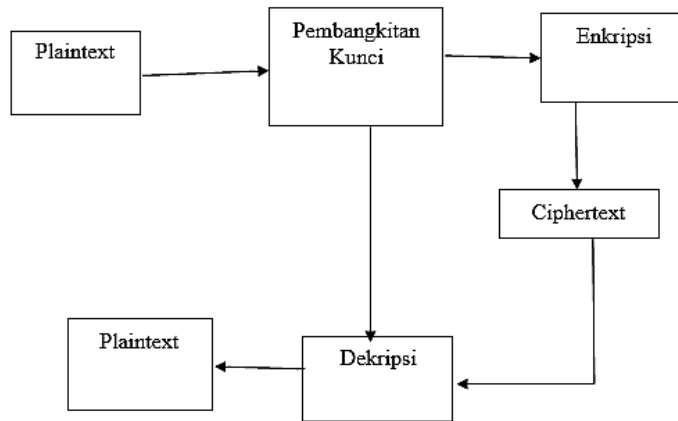 Plaintext
Pembangkitan
Kunci
Enkripsi
Ciphertext
Plaintext
Dekripsi